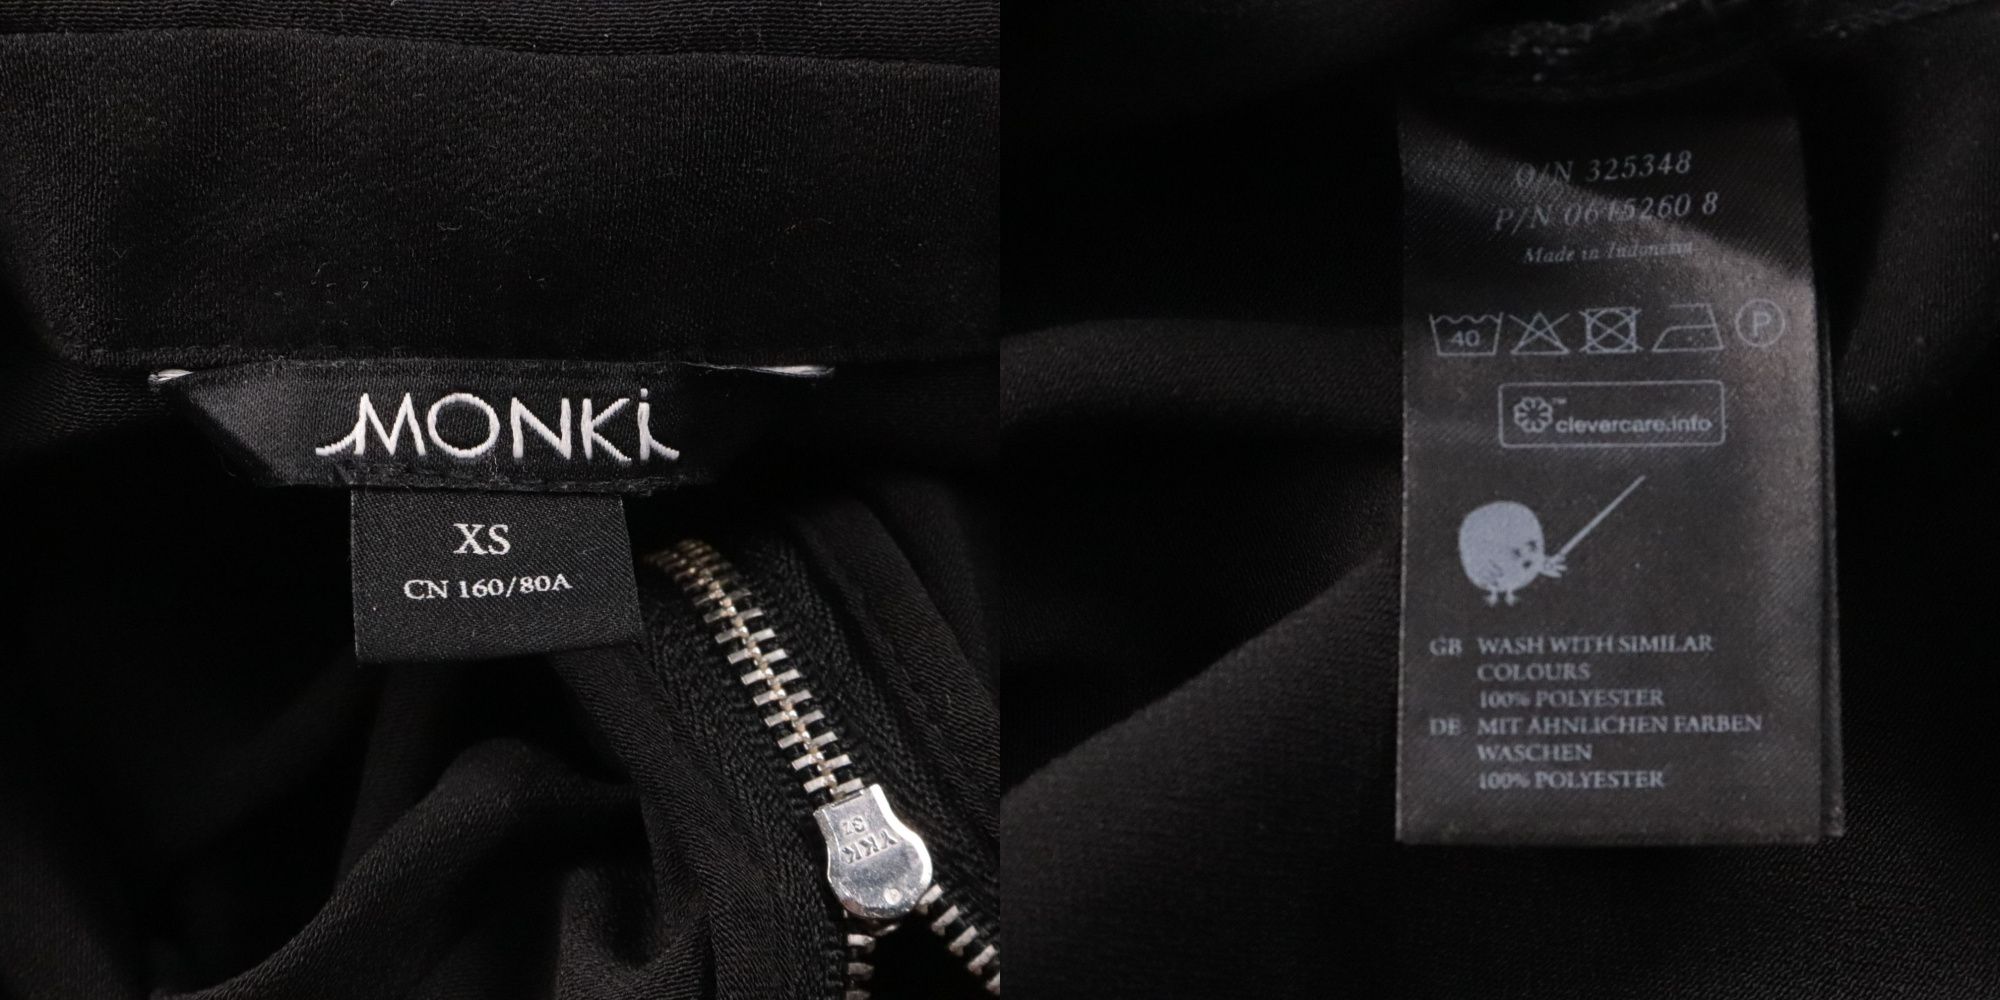 MONKi
XS
CN 160/80A
YKK
O/N 325348
P/N 0615260 8
Made in Indonesia
40
P
™
clevercare.info
GB WASH WITH SIMILAR
COLOURS
100% POLYESTER
DE MIT ÄHNLICHEN FARBEN
WASCHEN
100% POLYESTER